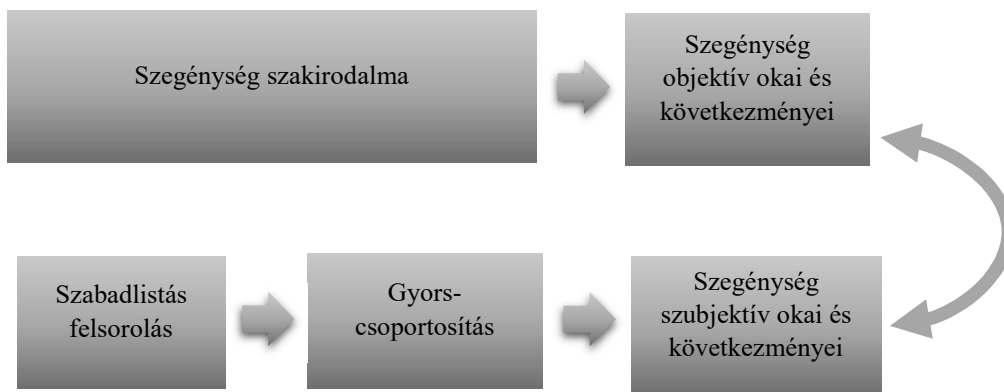 Szegénység szakirodalma
Szegénység
objektív okai és
következményei
Szabadlistás
felsorolás
Gyors-
csoportosítás
Szegénység
szubjektív okai és
következményei